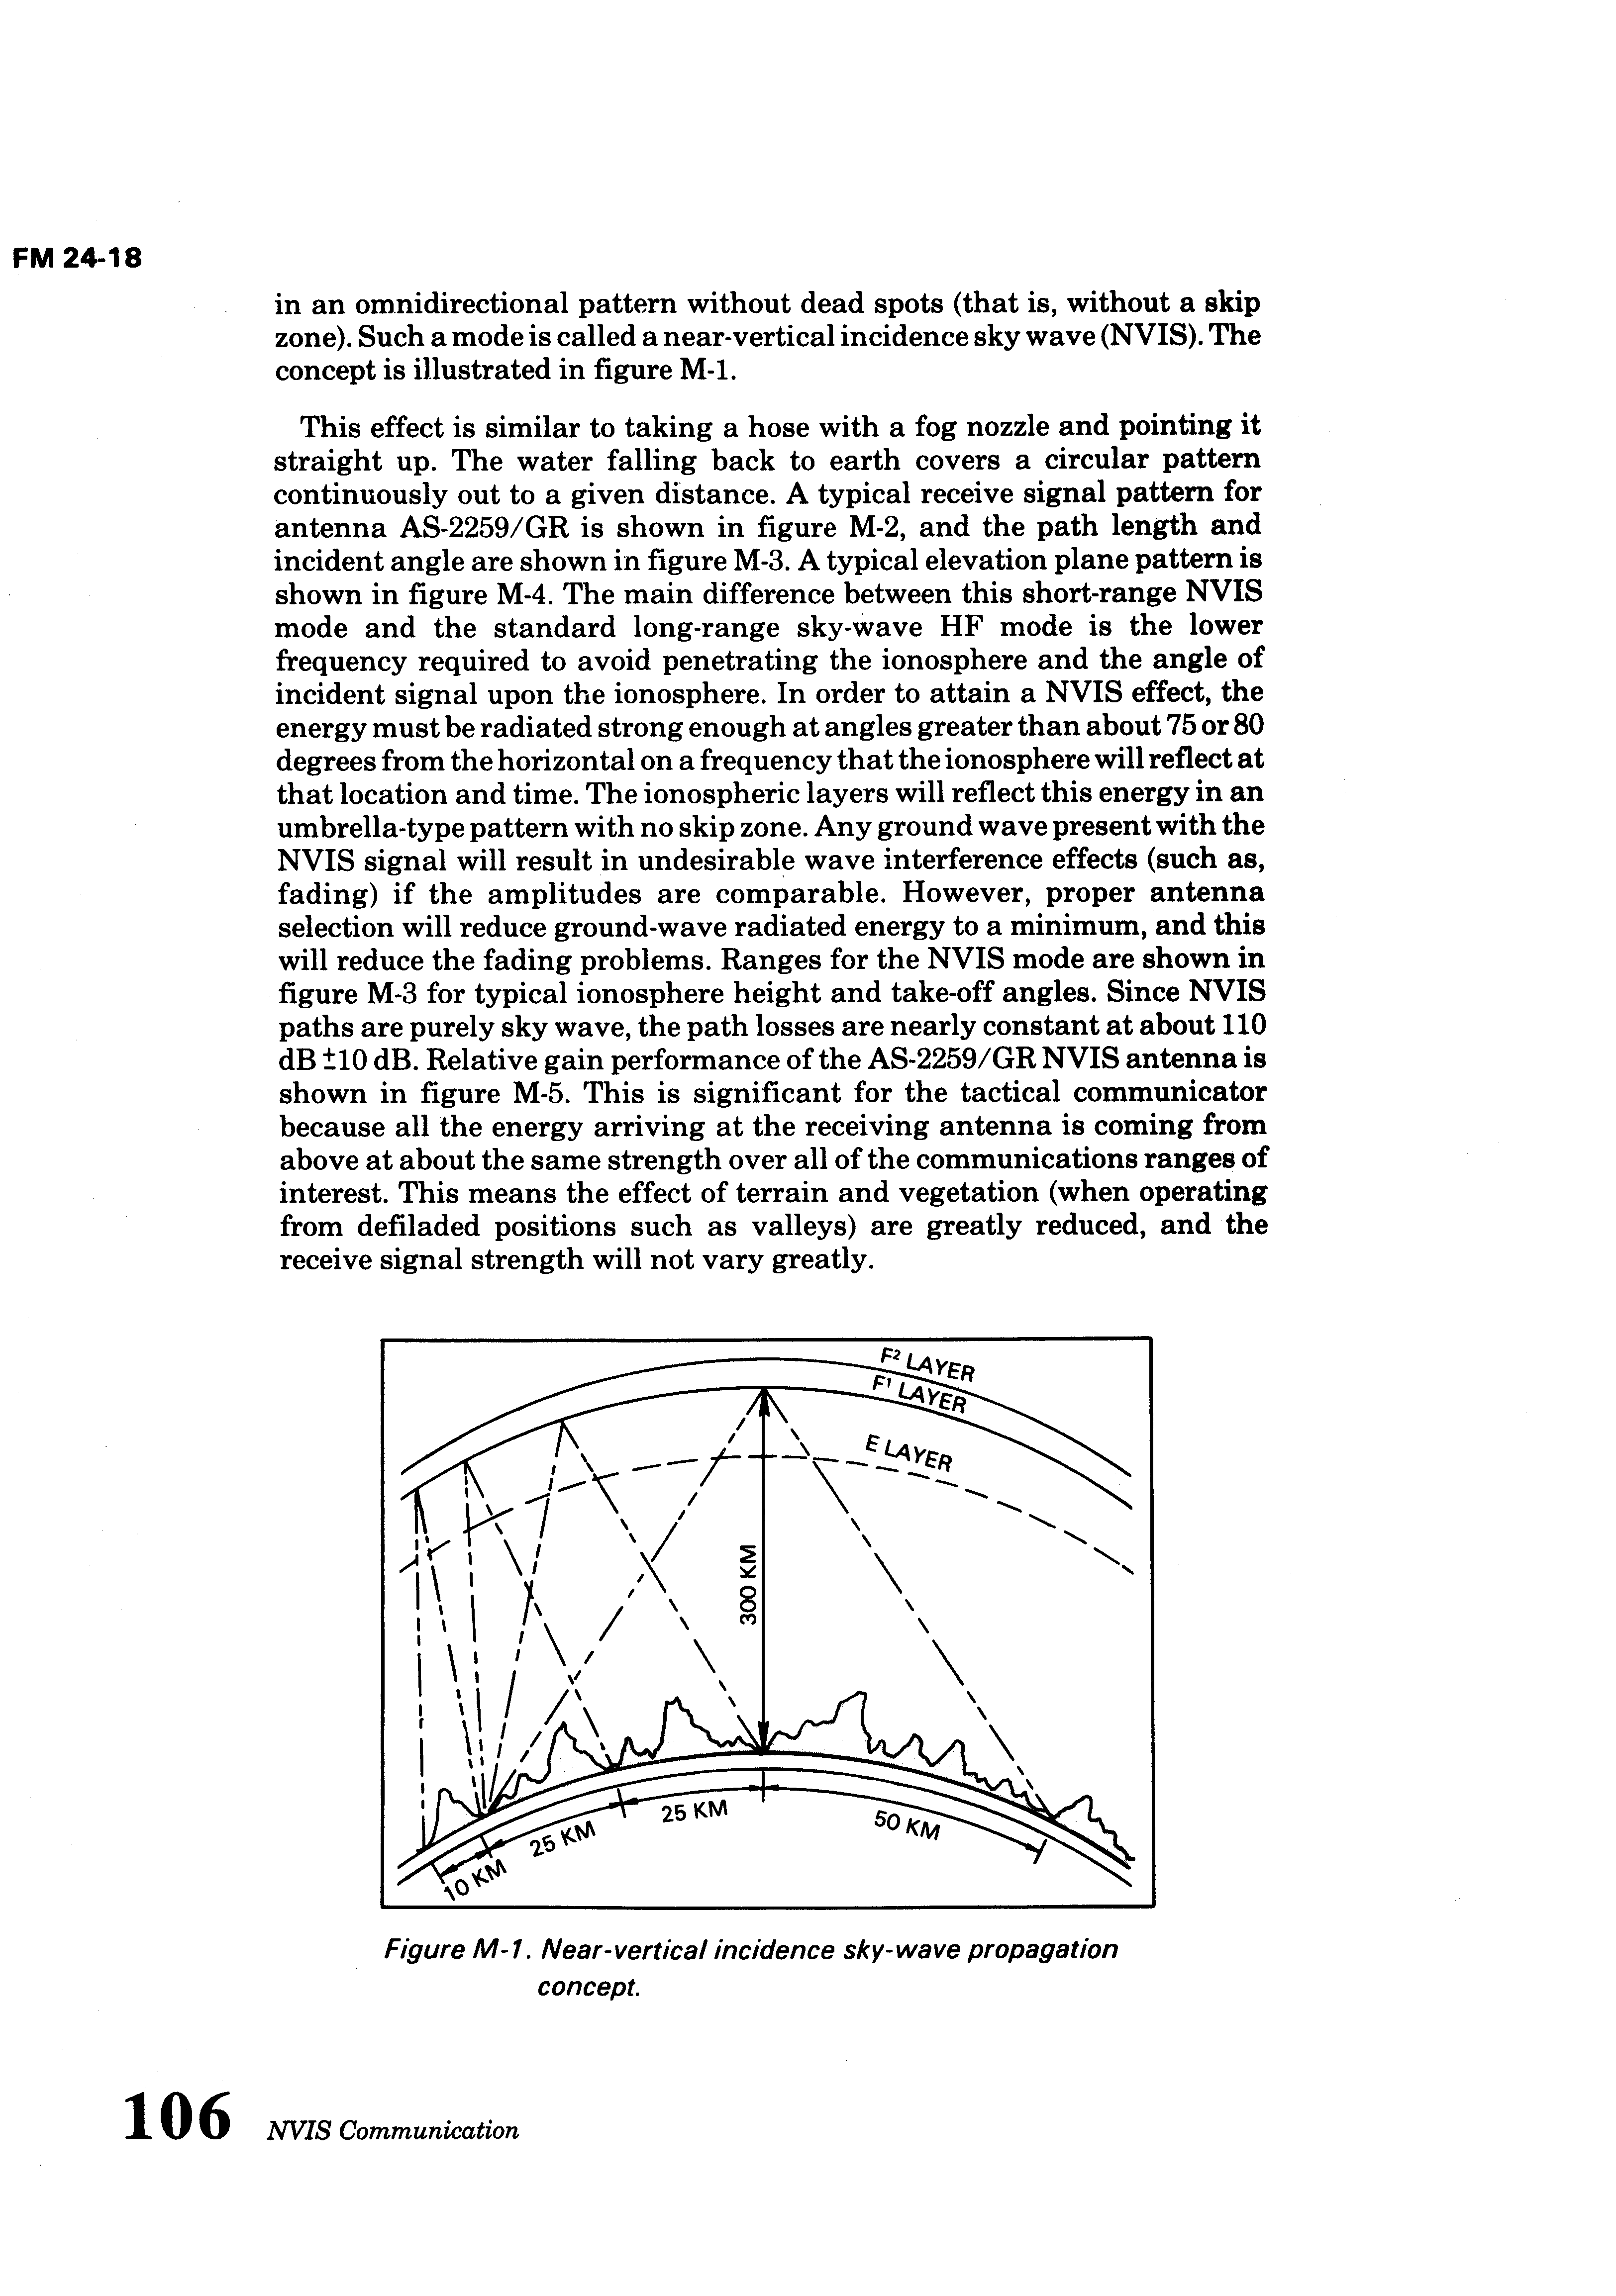 FM 24-18
in an omnidirectional pattern without dead spots (that is, without a skip
zone). Such a mode is called a near-vertical incidence sky wave (NVIS). The
concept is illustrated in figure M-1.
This effect is similar to taking a hose with a fog nozzle and pointing it
straight up. The water falling back to earth covers a circular pattern
continuously out to a given distance. A typical receive signal pattern for
antenna AS-2259/GR is shown in figure M-2, and the path length and
incident angle are shown in figure M-3. A typical elevation plane pattern is
shown in figure M-4. The main difference between this short-range NVIS
mode and the standard long-range sky-wave HF mode is the lower
frequency required to avoid penetrating the ionosphere and the angle of
incident signal upon the ionosphere. In order to attain a NVIS effect, the
energy must be radiated strong enough at angles greater than about 75 or 80
degrees from the horizontal on a frequency that the ionosphere will reflect at
that location and time. The ionospheric layers will reflect this energy in an
umbrella-type pattern with no skip zone. Any ground wave present with the
NVIS signal will result in undesirable wave interference effects (such as,
fading) if the amplitudes are comparable. However, proper antenna
selection will reduce ground-wave radiated energy to a minimum, and this
will reduce the fading problems. Ranges for the NVIS mode are shown in
figure M-3 for typical ionosphere height and take-off angles. Since NVIS
paths are purely sky wave, the path losses are nearly constant at about 110
dB ±10 dB. Relative gain performance of the AS-2259/GR NVIS antenna is
shown in figure M-5. This is significant for the tactical communicator
because all the energy arriving at the receiving antenna is coming from
above at about the same strength over all of the communications ranges of
interest. This means the effect of terrain and vegetation (when operating
from defiladed positions such as valleys) are greatly reduced, and the
receive signal strength will not vary greatly.
F² LAYER
F¹ LAYER
E LAYER
300 KM
25 KM
50 KM
25 KM
10 KM
Figure M-1. Near-vertical incidence sky-wave propagation
concept.
106 NVIS Communication